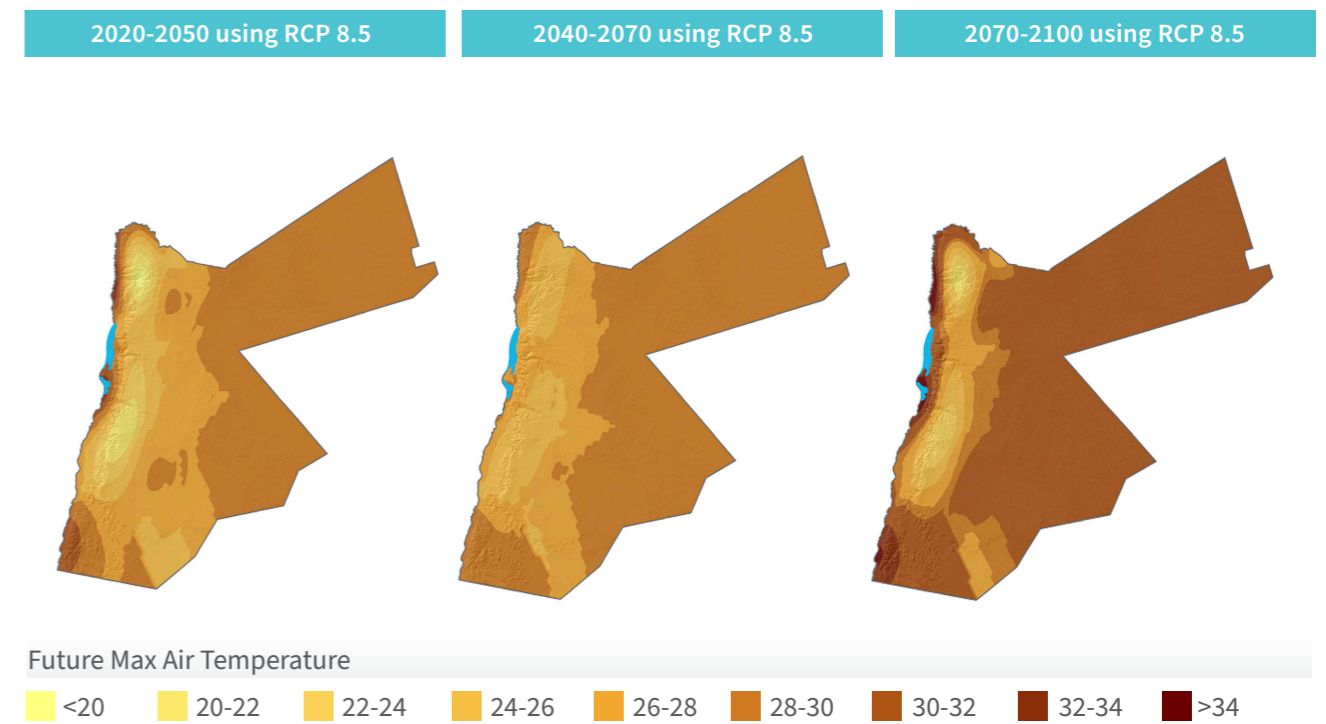 2020-2050 using RCP 8.5
2040-2070 using RCP 8.5
2070-2100 using RCP 8.5
Future Max Air Temperature
<20 20-22 22-24 24-26 26-28 28-30 30-32 32-34 >34